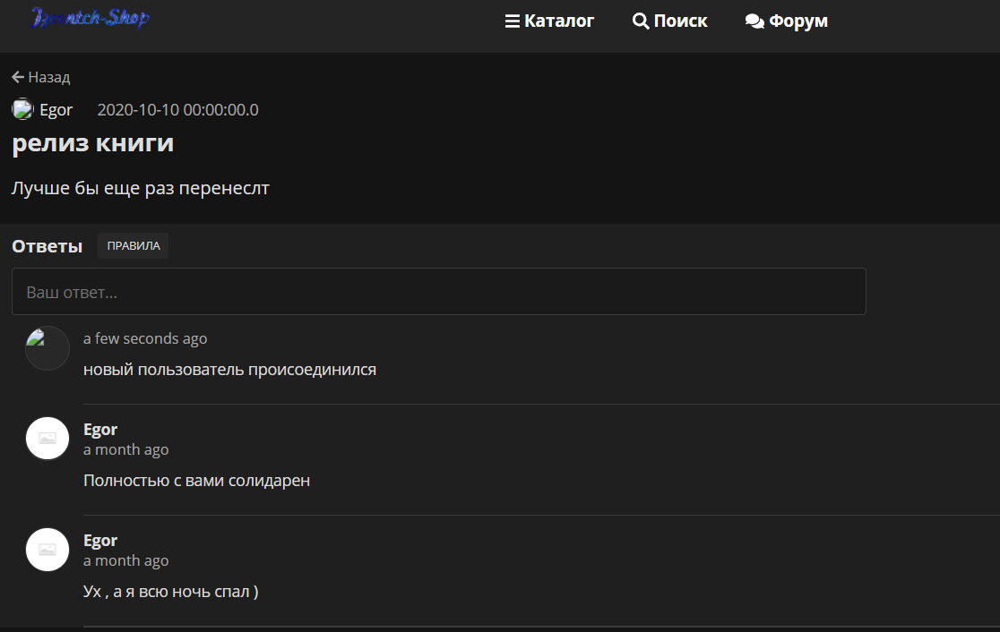 Каталог Поиск Форум
Назад
Egor 2020-10-10 00:00:00.0
релиз книги
Лучше бы еще раз перенеслт
Ответы ПРАВИЛА
Ваш ответ...
a few seconds ago
новый пользователь происоединился
Egor
a month ago
Полностью с вами солидарен
Egor
a month ago
Ух , а я всю ночь спал )